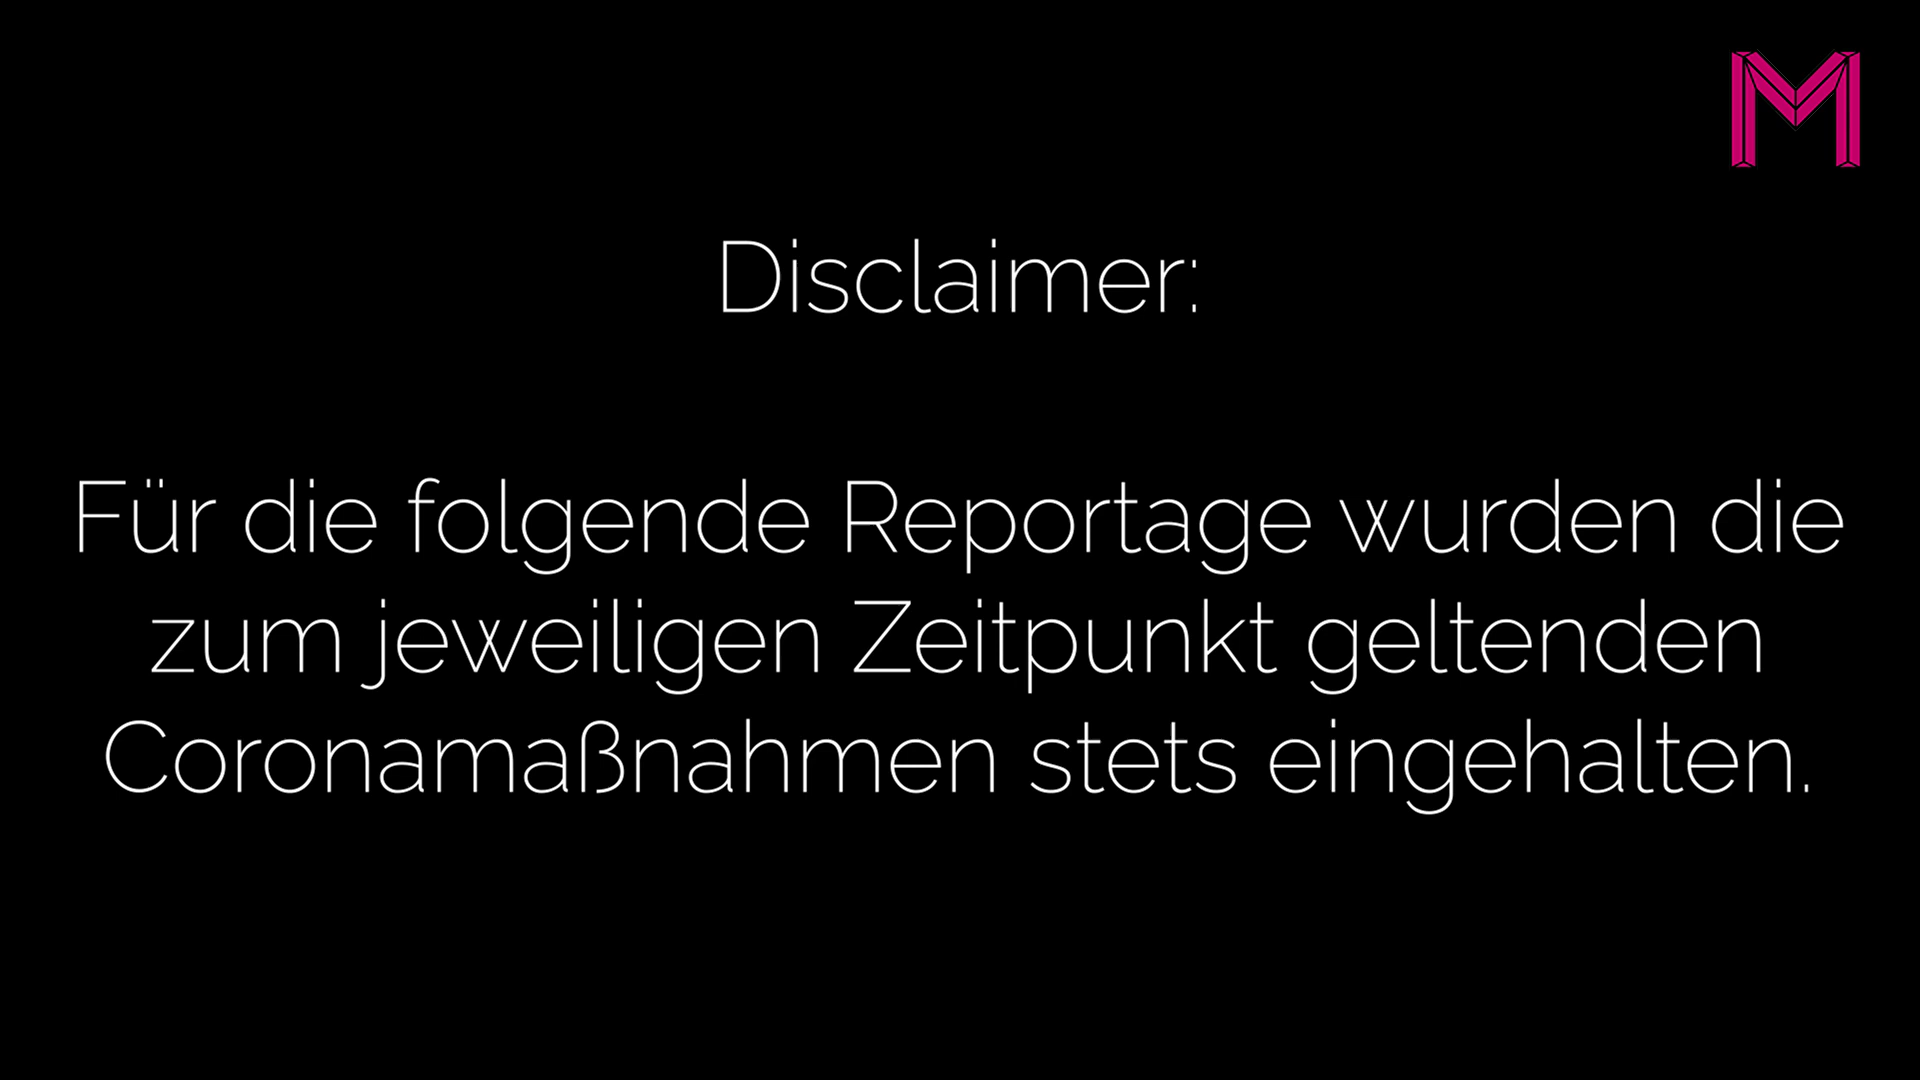 M
Disclaimer:
Für die folgende Reportage wurden die
zum jeweiligen Zeitpunkt geltenden
Coronamaßnahmen stets eingehalten.